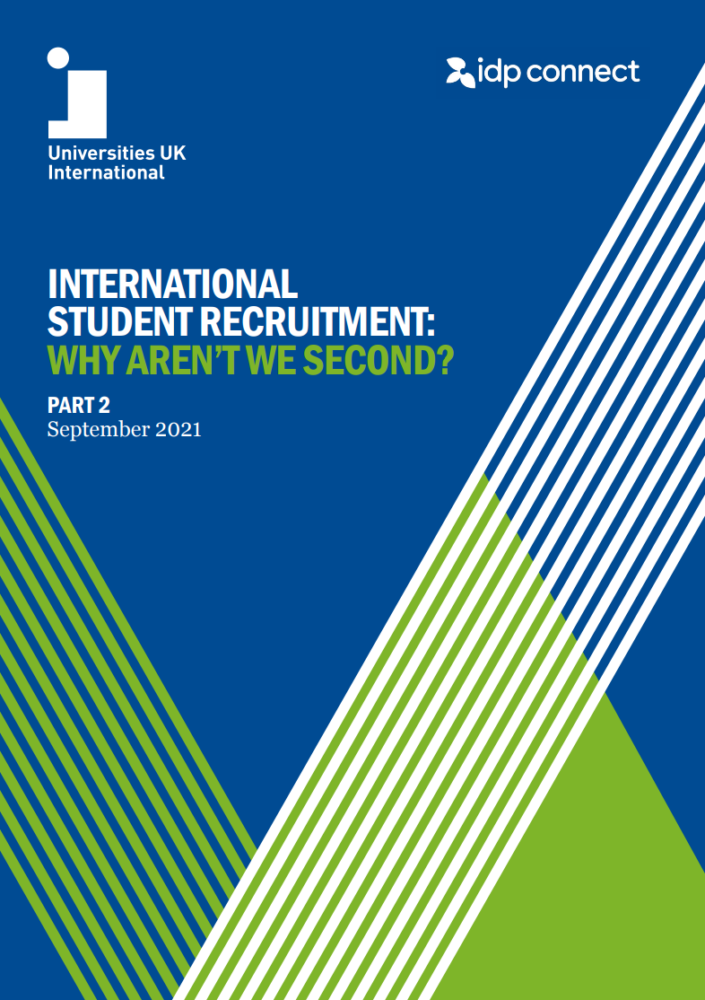 Universities UK
International
idp connect
INTERNATIONAL
STUDENT RECRUITMENT:
WHY AREN'T WE SECOND?
PART 2
September 2021